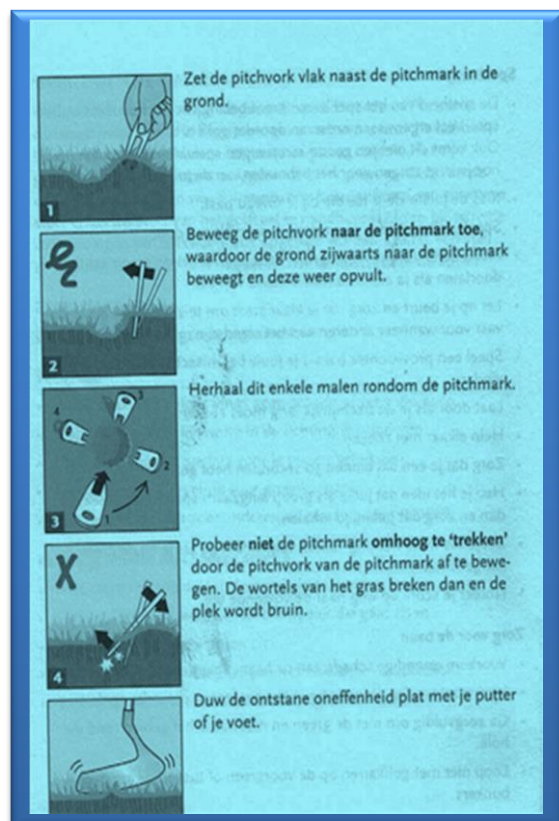 Zet de pitchvork vlak naast de pitchmark in de
grond.
1
Beweeg de pitchvork naar de pitchmark toe,
waardoor de grond zijwaarts naar de pitchmark
beweegt en deze weer opvult.
2
Herhaal dit enkele malen rondom de pitchmark.
4
3
2
1
3
Probeer niet de pitchmark omhoog te ‘trekken’
door de pitchvork van de pitchmark af te bewe-
gen. De wortels van het gras breken dan en de
plek wordt bruin.
X
4
Duw de ontstane oneffenheid plat met je putter
of je voet.